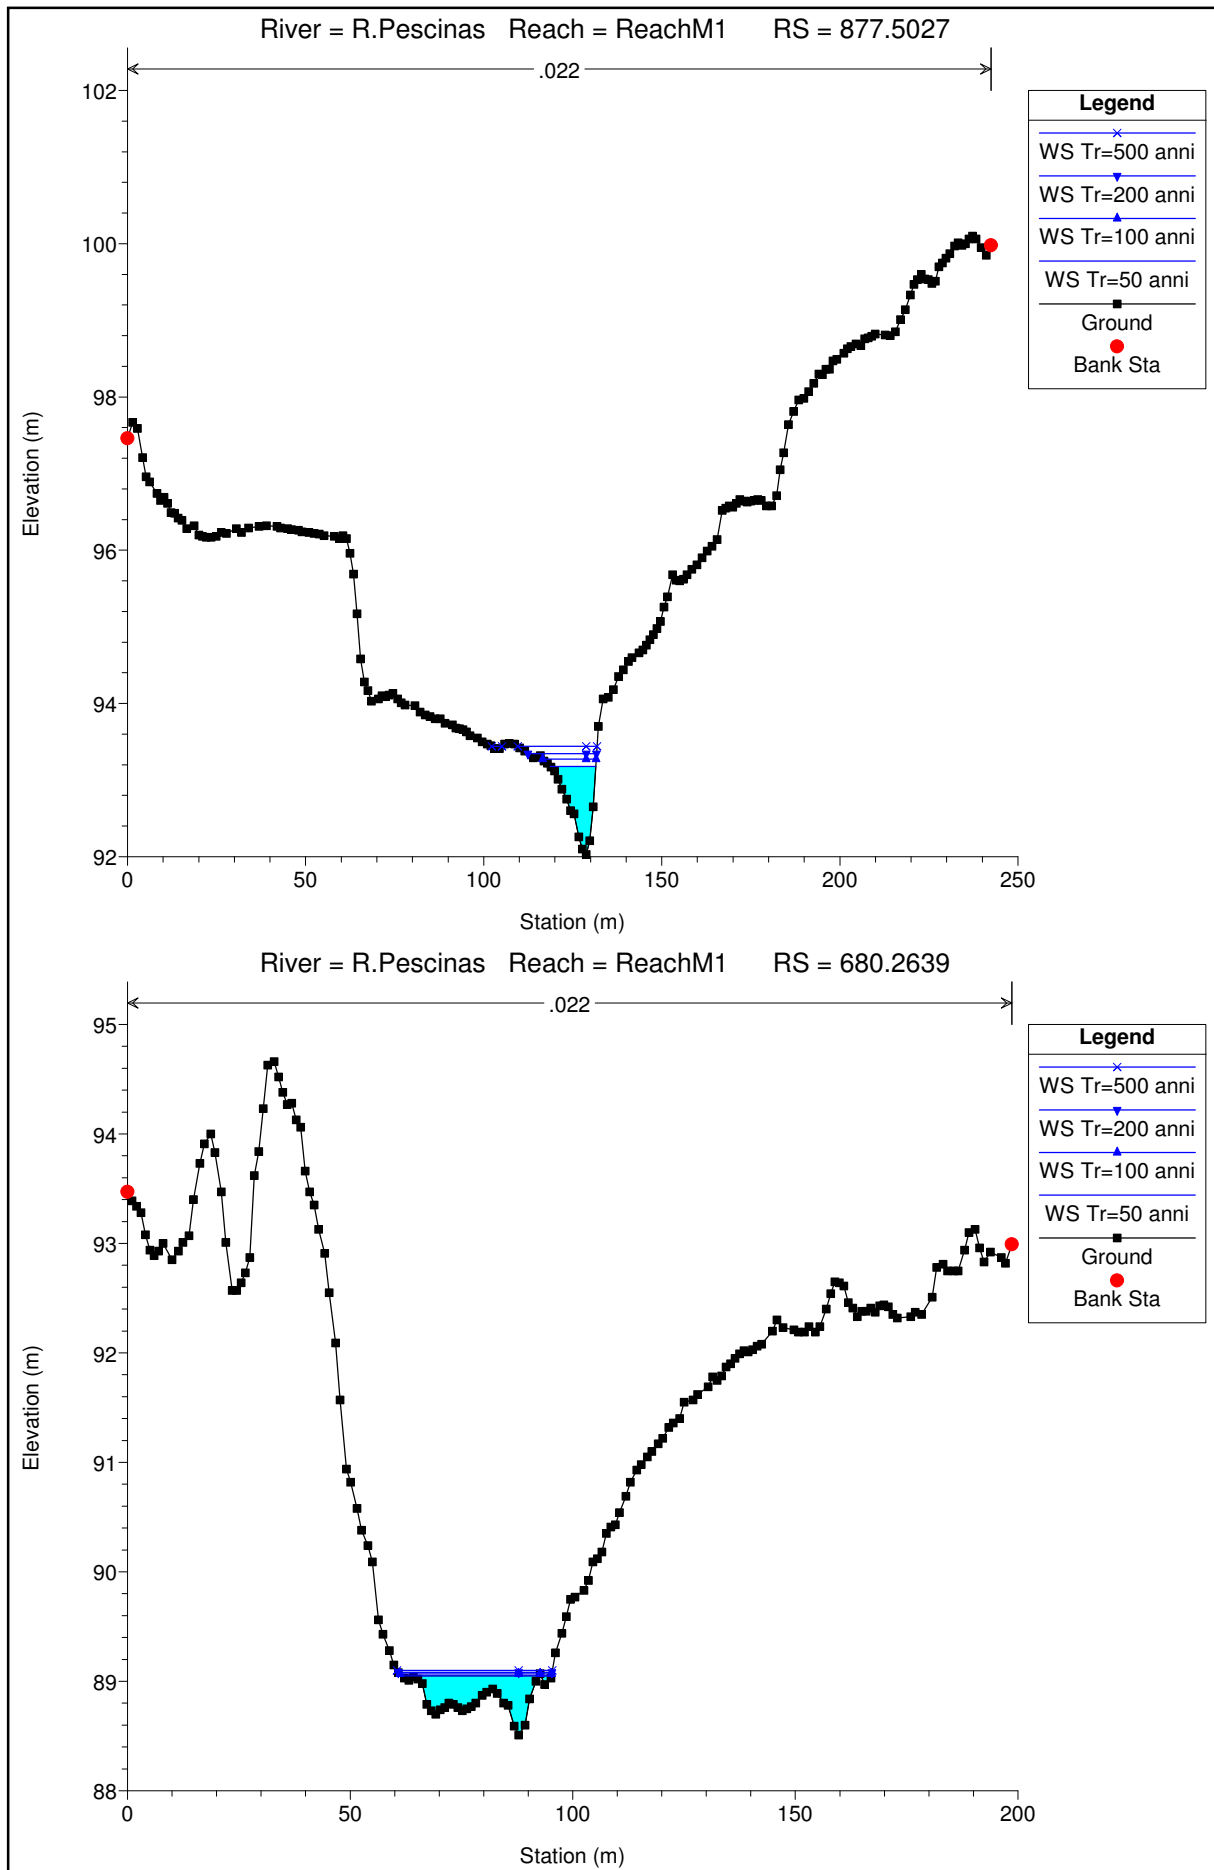 River = R.Pescinas   Reach = ReachM1      RS = 877.5027
.022
102
100
98
96
94
92
Elevation (m)
0 50 100 150 200 250
Station (m)
Legend
WS Tr=500 anni
WS Tr=200 anni
WS Tr=100 anni
WS Tr=50 anni
Ground
Bank Sta
River = R.Pescinas   Reach = ReachM1      RS = 680.2639
.022
95
94
93
92
91
90
89
88
Elevation (m)
0 50 100 150 200
Station (m)
Legend
WS Tr=500 anni
WS Tr=200 anni
WS Tr=100 anni
WS Tr=50 anni
Ground
Bank Sta